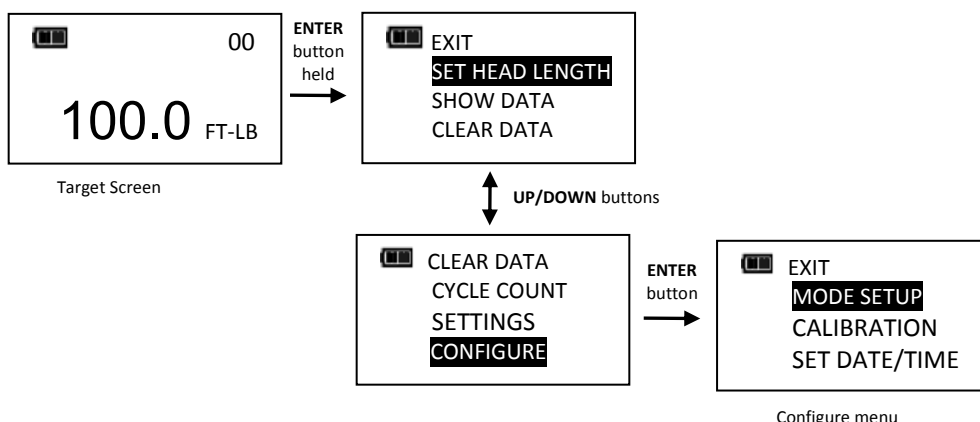 00
100.0 FT-LB
Target Screen
ENTER
button
held
EXIT
SET HEAD LENGTH
SHOW DATA
CLEAR DATA
UP/DOWN buttons
CLEAR DATA
CYCLE COUNT
SETTINGS
CONFIGURE
ENTER
button
EXIT
MODE SETUP
CALIBRATION
SET DATE/TIME
Configure menu